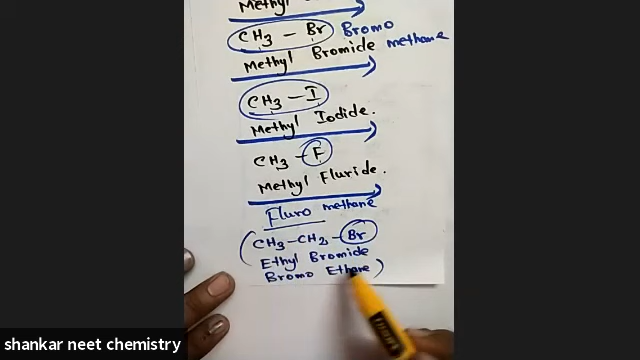 Methyl
CH3 - Br Bromo
Methyl Bromide methane
CH3 - I
Methyl Iodide.
CH3 - F
Methyl Fluride.
Fluro methane
(CH3-CH2-Br
Ethyl Bromide
Bromo Ethane)
shankar neet chemistry